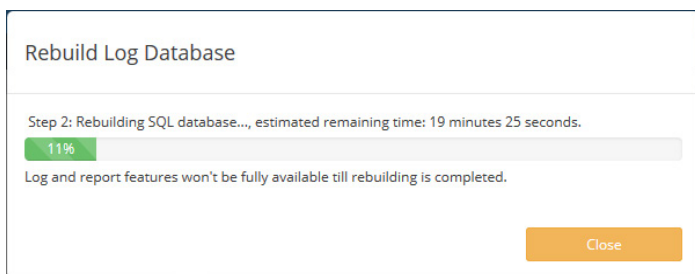 Rebuild Log Database
Step 2: Rebuilding SQL database..., estimated remaining time: 19 minutes 25 seconds.
11%
Log and report features won't be fully available till rebuilding is completed.
Close